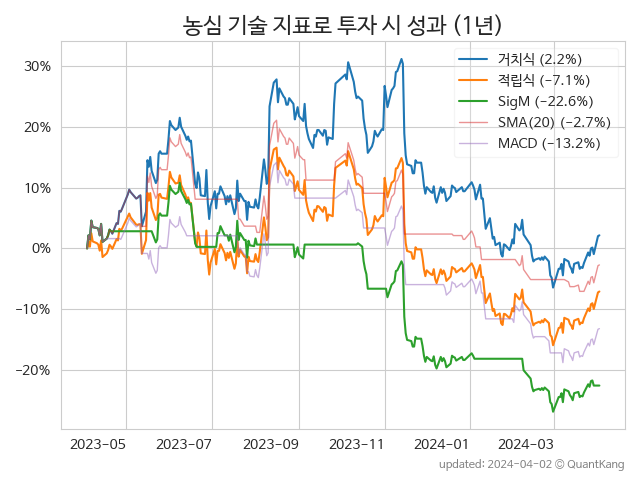 농심 기술 지표로 투자 시 성과 (1년)
거치식 (2.2%)
적립식 (−7.1%)
SigM (−22.6%)
SMA(20) (−2.7%)
MACD (−13.2%)
30%
20%
10%
0%
−10%
−20%
2023-05 2023-07 2023-09 2023-11 2024-01 2024-03
updated: 2024-04-02 © QuantKang